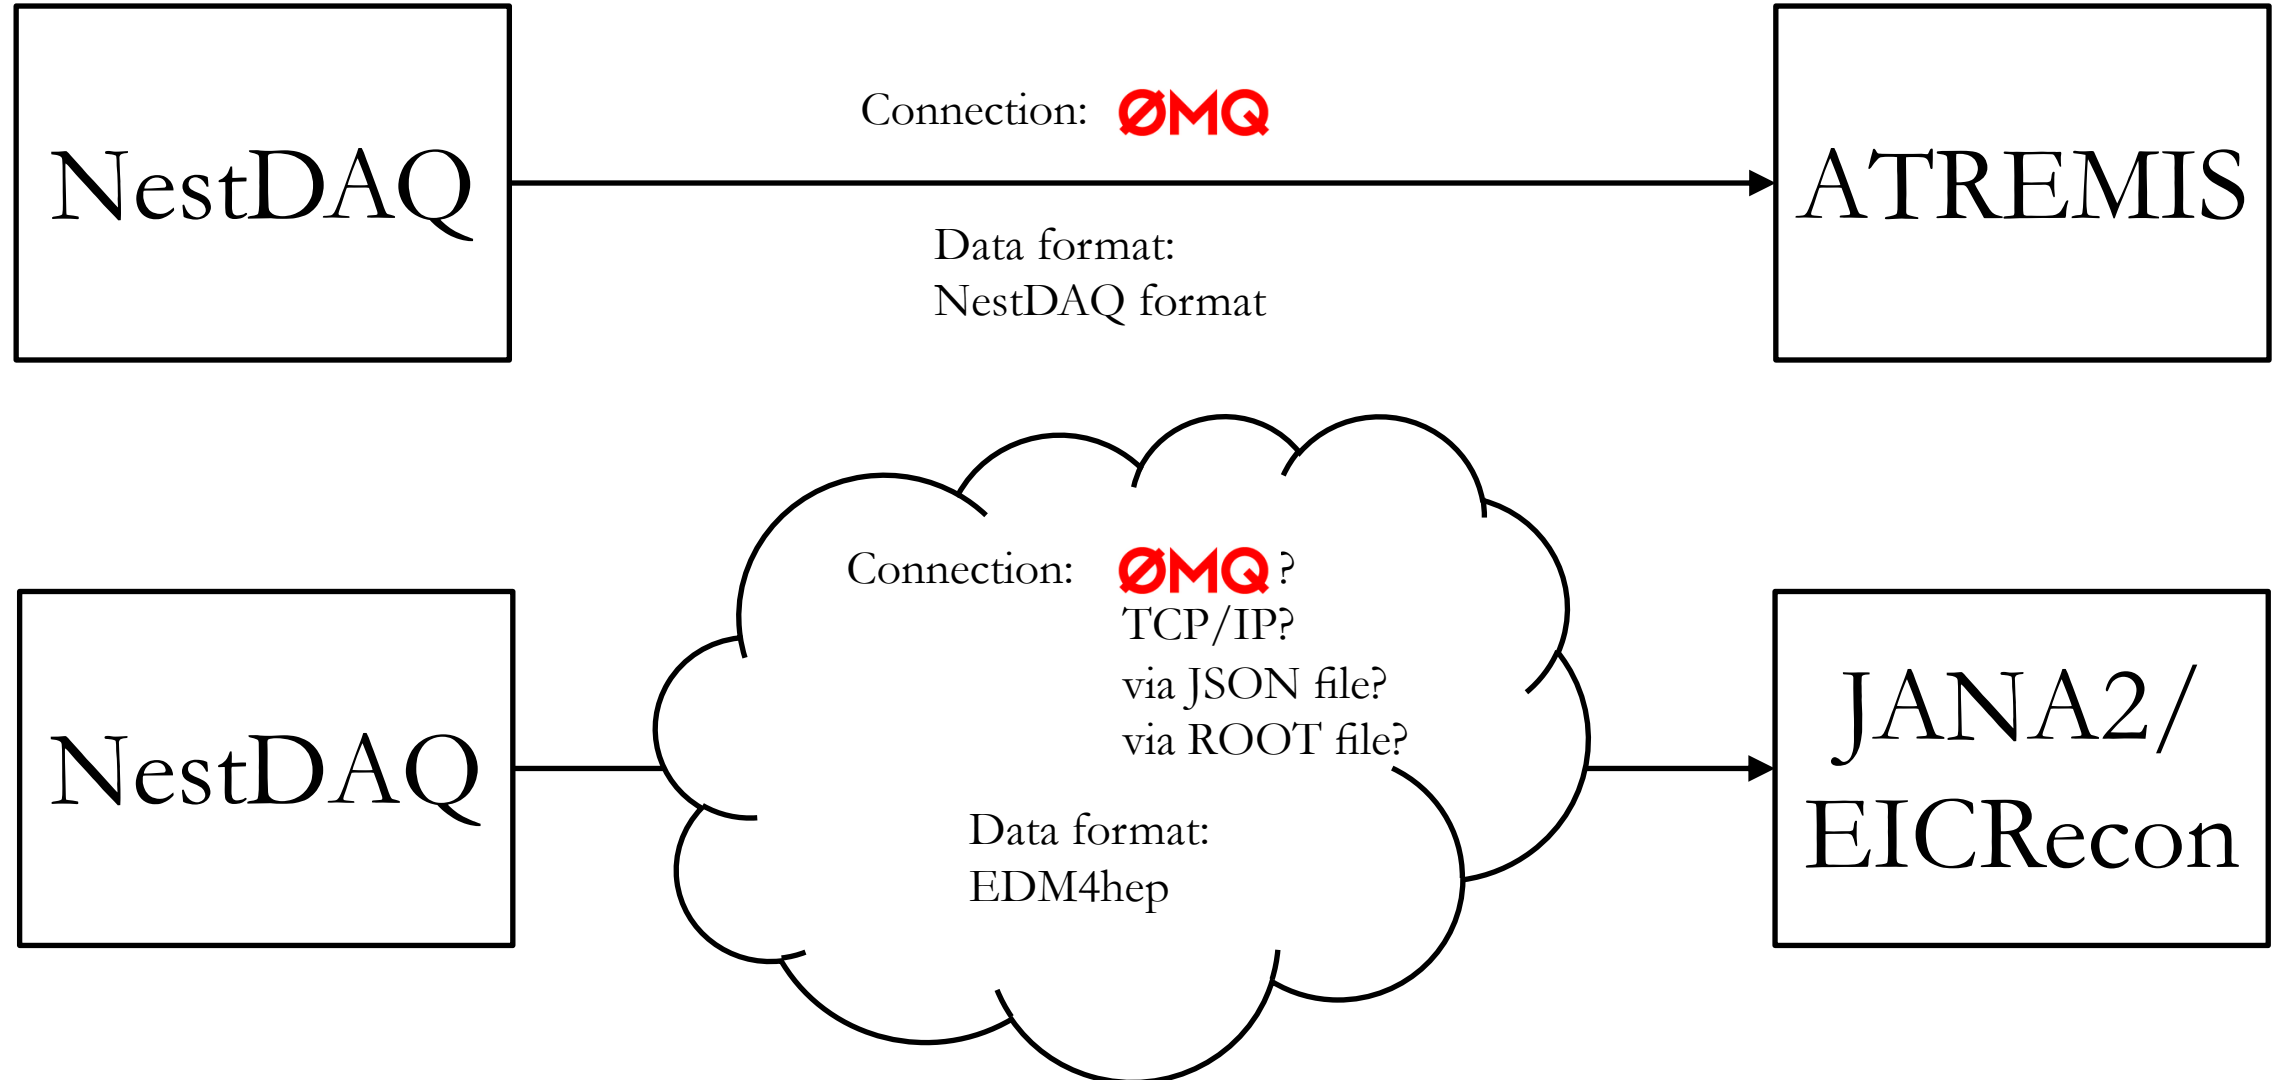 NestDAQ
Connection: ØMQ
Data format:
NestDAQ format
ATREMIS
NestDAQ
Connection: ØMQ ?
TCP/IP?
via JSON file?
via ROOT file?
Data format:
EDM4hep
JANA2/
EICRecon